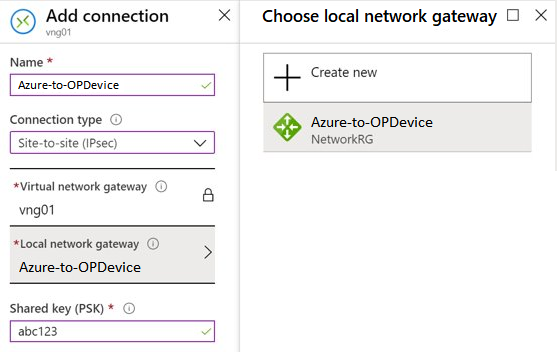 Add connection
vng01
Name *
Azure-to-OPDevice
Connection type
Site-to-site (IPsec)
*Virtual network gateway
vng01
*Local network gateway
Azure-to-OPDevice
Shared key (PSK) *
abc123
Choose local network gateway
Create new
Azure-to-OPDevice
NetworkRG